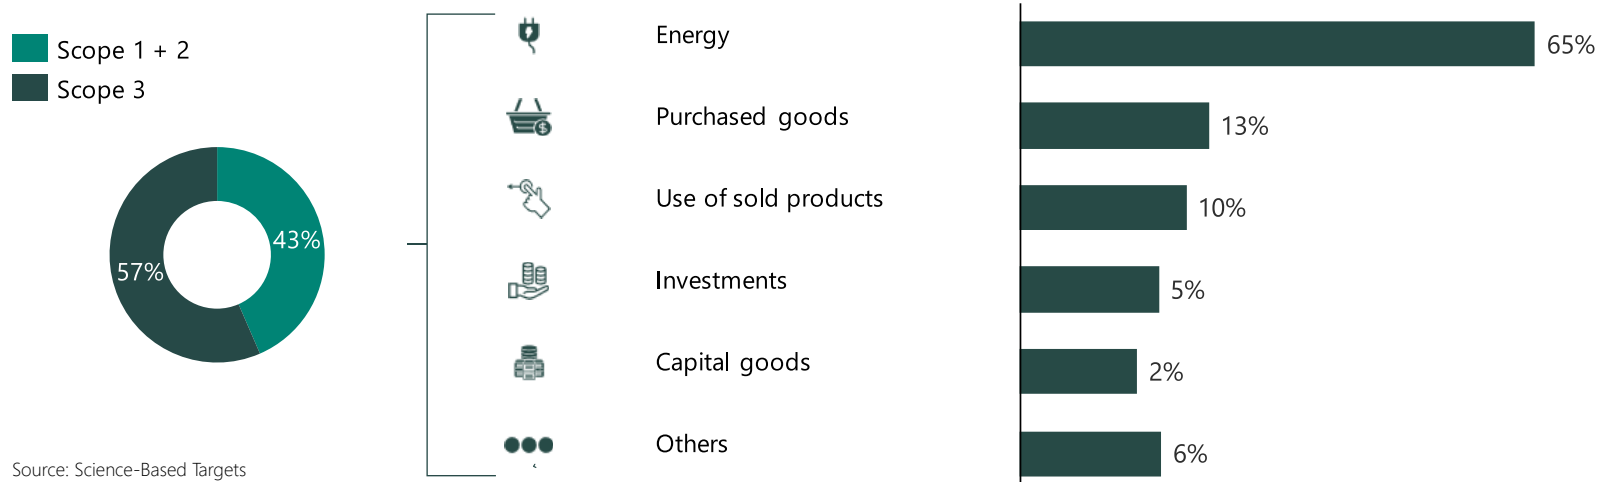 Scope 1 + 2
Scope 3
43%
57%
Energy
65%
Purchased goods
13%
Use of sold products
10%
Investments
5%
Capital goods
2%
Others
6%
Source: Science-Based Targets